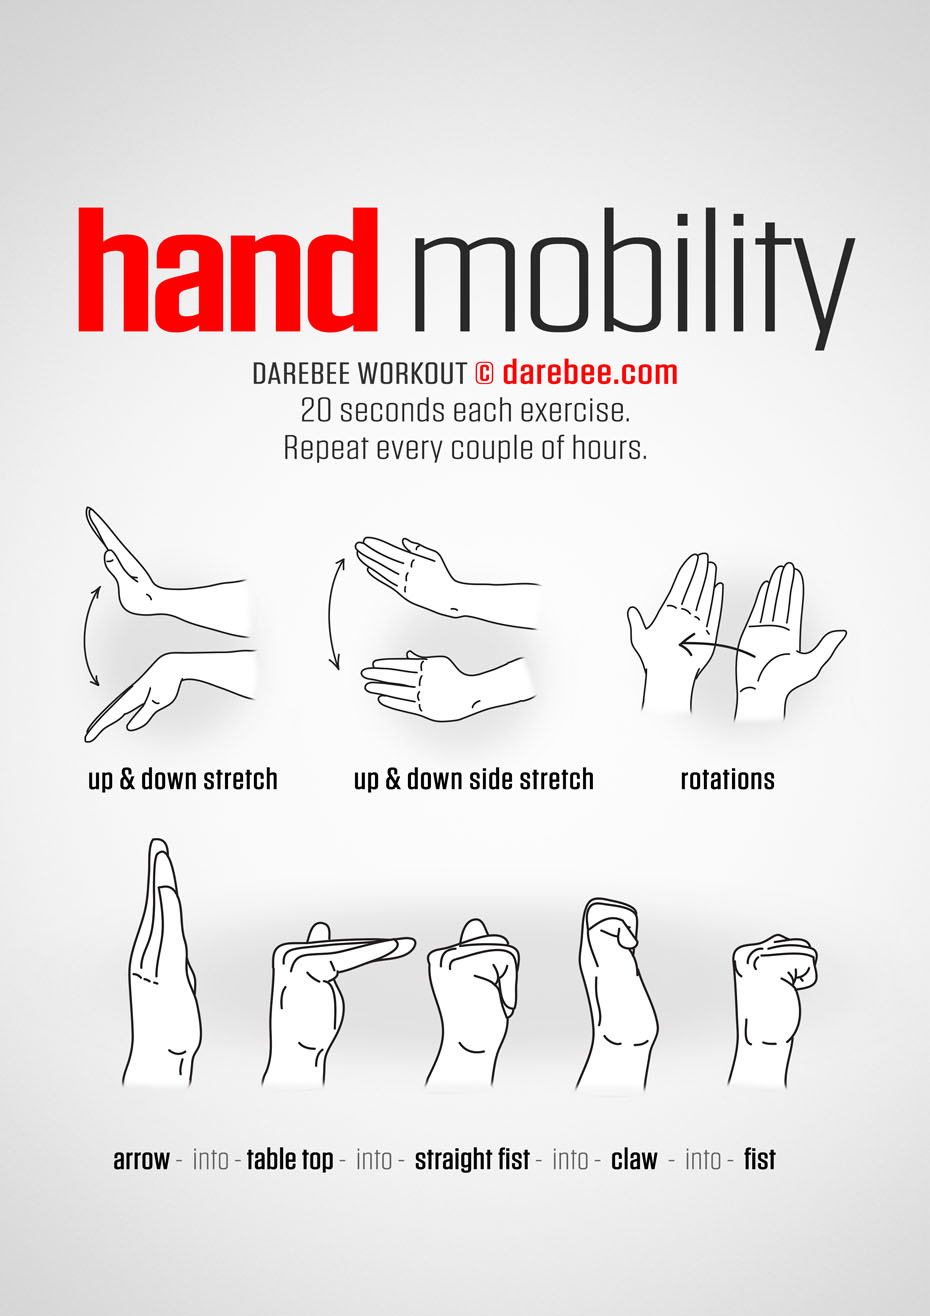 hand mobility
DAREBEE WORKOUT © darebee.com
20 seconds each exercise.
Repeat every couple of hours.
up & down stretch
up & down side stretch
rotations
arrow - into - table top - into - straight fist - into - claw - into - fist